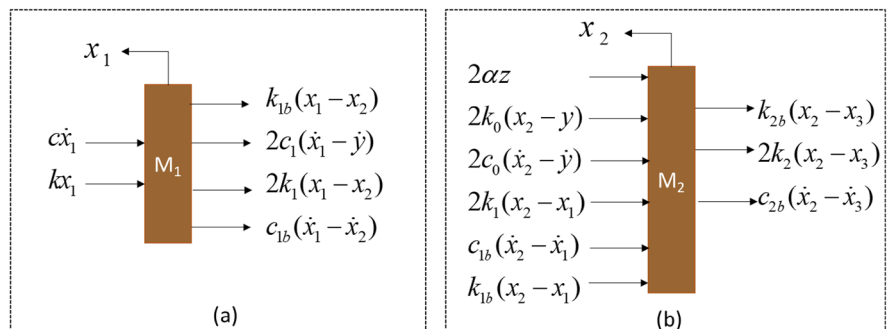 x₁
cẋ₁
kx₁
M₁
k₁b(x₁ − x₂)
2c₁(ẋ₁ − ẏ)
2k₁(x₁ − x₂)
c₁b(ẋ₁ − ẋ₂)
(a)
x₂
2αz
2k₀(x₂ − y)
2c₀(ẋ₂ − ẏ)
2k₁(x₂ − x₁)
c₁b(ẋ₂ − ẋ₁)
k₁b(x₂ − x₁)
M₂
k₂b(x₂ − x₃)
2k₂(x₂ − x₃)
c₂b(ẋ₂ − ẋ₃)
(b)